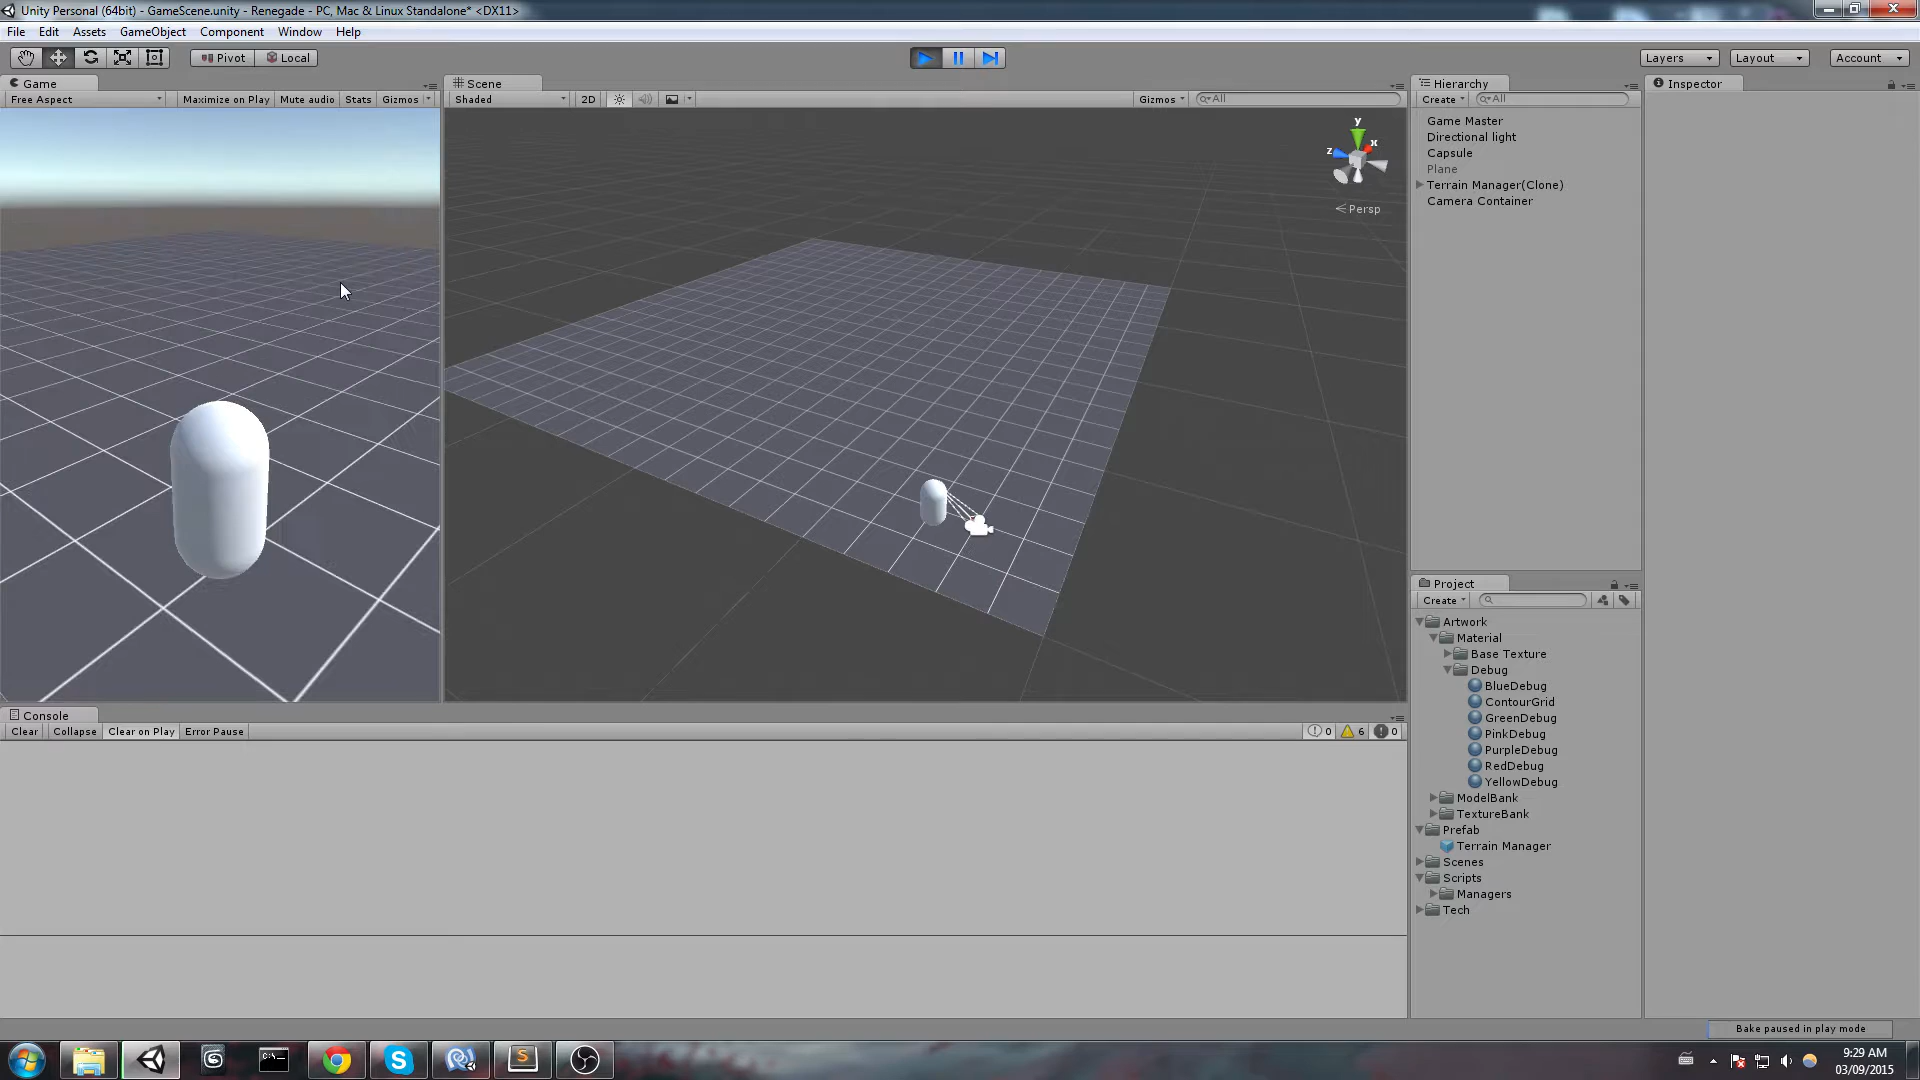 Unity Personal (64bit) - GameScene.unity - Renegade - PC, Mac & Linux Standalone* <DX11>
File Edit Assets GameObject Component Window Help
Pivot Local
Layers Layout Account
Game
Free Aspect Maximize on Play Mute audio Stats Gizmos
Scene
Shaded 2D Gizmos All
y
x
z
Persp
Hierarchy
Create All
Game Master
Directional light
Capsule
Plane
Terrain Manager(Clone)
Camera Container
Inspector
Project
Create
Artwork
Material
Base Texture
Debug
BlueDebug
ContourGrid
GreenDebug
PinkDebug
PurpleDebug
RedDebug
YellowDebug
ModelBank
TextureBank
Prefab
Terrain Manager
Scenes
Scripts
Managers
Tech
Console
Clear Collapse Clear on Play Error Pause 0 6 0
Bake paused in play mode
9:29 AM
03/09/2015